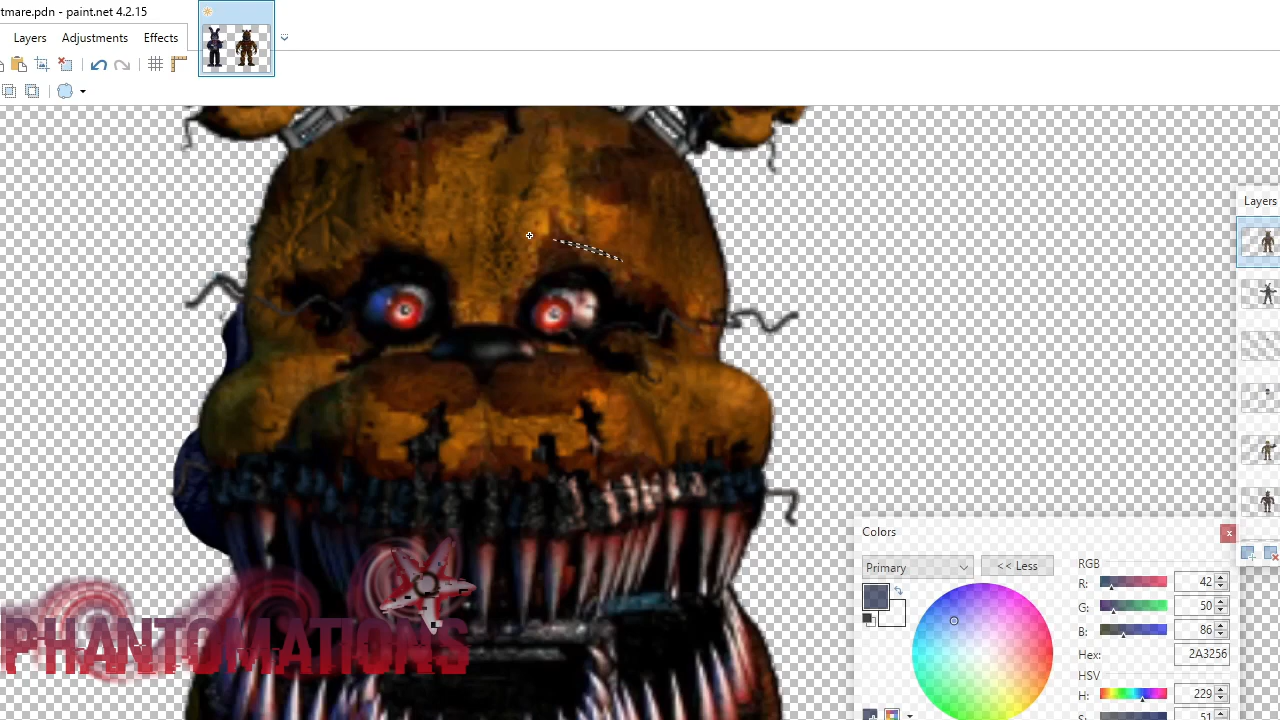 tmare.pdn - paint.net 4.2.15
Layers Adjustments Effects
Layers
Colors
Primary
<< Less
RGB
R: 42
G: 50
B: 86
Hex: 2A3256
HSV
H: 229
51
PHANTOMATIONS